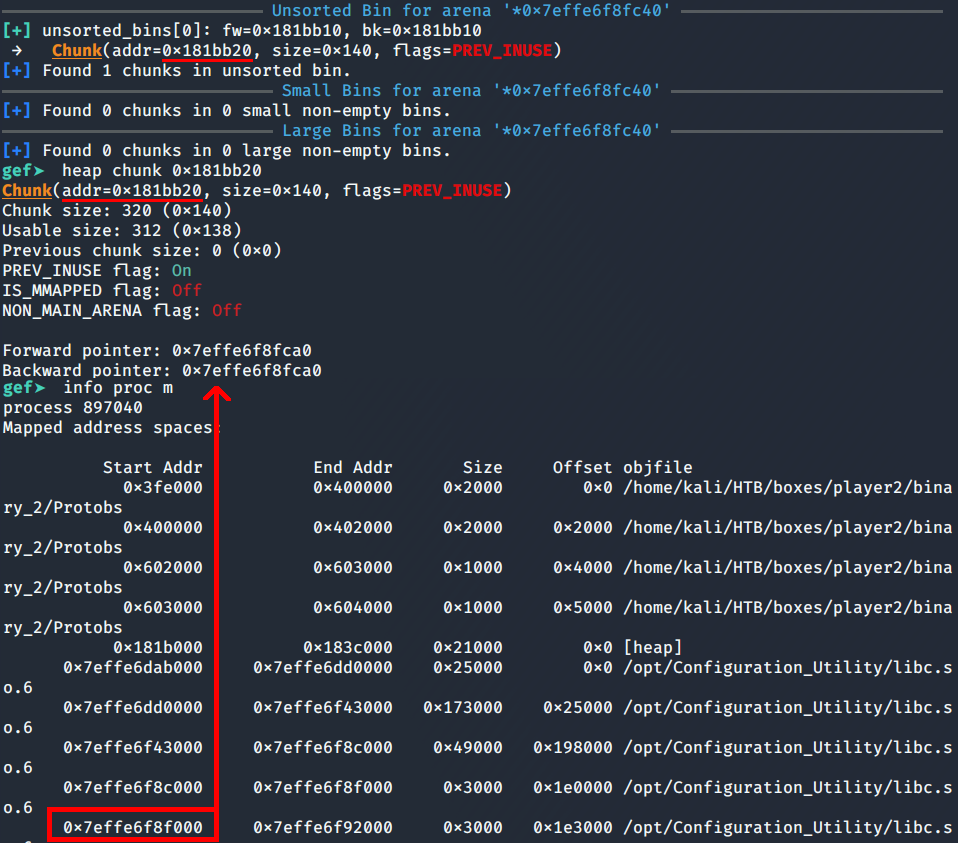 Unsorted Bin for arena '*0×7effe6f8fc40'
[+] unsorted_bins[0]: fw=0×181bb10, bk=0×181bb10
→ Chunk(addr=0×181bb20, size=0×140, flags=PREV_INUSE)
[+] Found 1 chunks in unsorted bin.
Small Bins for arena '*0×7effe6f8fc40'
[+] Found 0 chunks in 0 small non-empty bins.
Large Bins for arena '*0×7effe6f8fc40'
[+] Found 0 chunks in 0 large non-empty bins.
gef➤ heap chunk 0×181bb20
Chunk(addr=0×181bb20, size=0×140, flags=PREV_INUSE)
Chunk size: 320 (0×140)
Usable size: 312 (0×138)
Previous chunk size: 0 (0×0)
PREV_INUSE flag: On
IS_MMAPPED flag: Off
NON_MAIN_ARENA flag: Off
Forward pointer: 0×7effe6f8fca0
Backward pointer: 0×7effe6f8fca0
gef➤ info proc m
process 897040
Mapped address spaces:
Start Addr End Addr Size Offset objfile
0×3fe000 0×400000 0×2000 0×0 /home/kali/HTB/boxes/player2/bina
ry_2/Protobs
0×400000 0×402000 0×2000 0×2000 /home/kali/HTB/boxes/player2/bina
ry_2/Protobs
0×602000 0×603000 0×1000 0×4000 /home/kali/HTB/boxes/player2/bina
ry_2/Protobs
0×603000 0×604000 0×1000 0×5000 /home/kali/HTB/boxes/player2/bina
ry_2/Protobs
0×181b000 0×183c000 0×21000 0×0 [heap]
0×7effe6dab000 0×7effe6dd0000 0×25000 0×0 /opt/Configuration_Utility/libc.s
o.6
0×7effe6dd0000 0×7effe6f43000 0×173000 0×25000 /opt/Configuration_Utility/libc.s
o.6
0×7effe6f43000 0×7effe6f8c000 0×49000 0×198000 /opt/Configuration_Utility/libc.s
o.6
0×7effe6f8c000 0×7effe6f8f000 0×3000 0×1e0000 /opt/Configuration_Utility/libc.s
o.6
0×7effe6f8f000 0×7effe6f92000 0×3000 0×1e3000 /opt/Configuration_Utility/libc.s